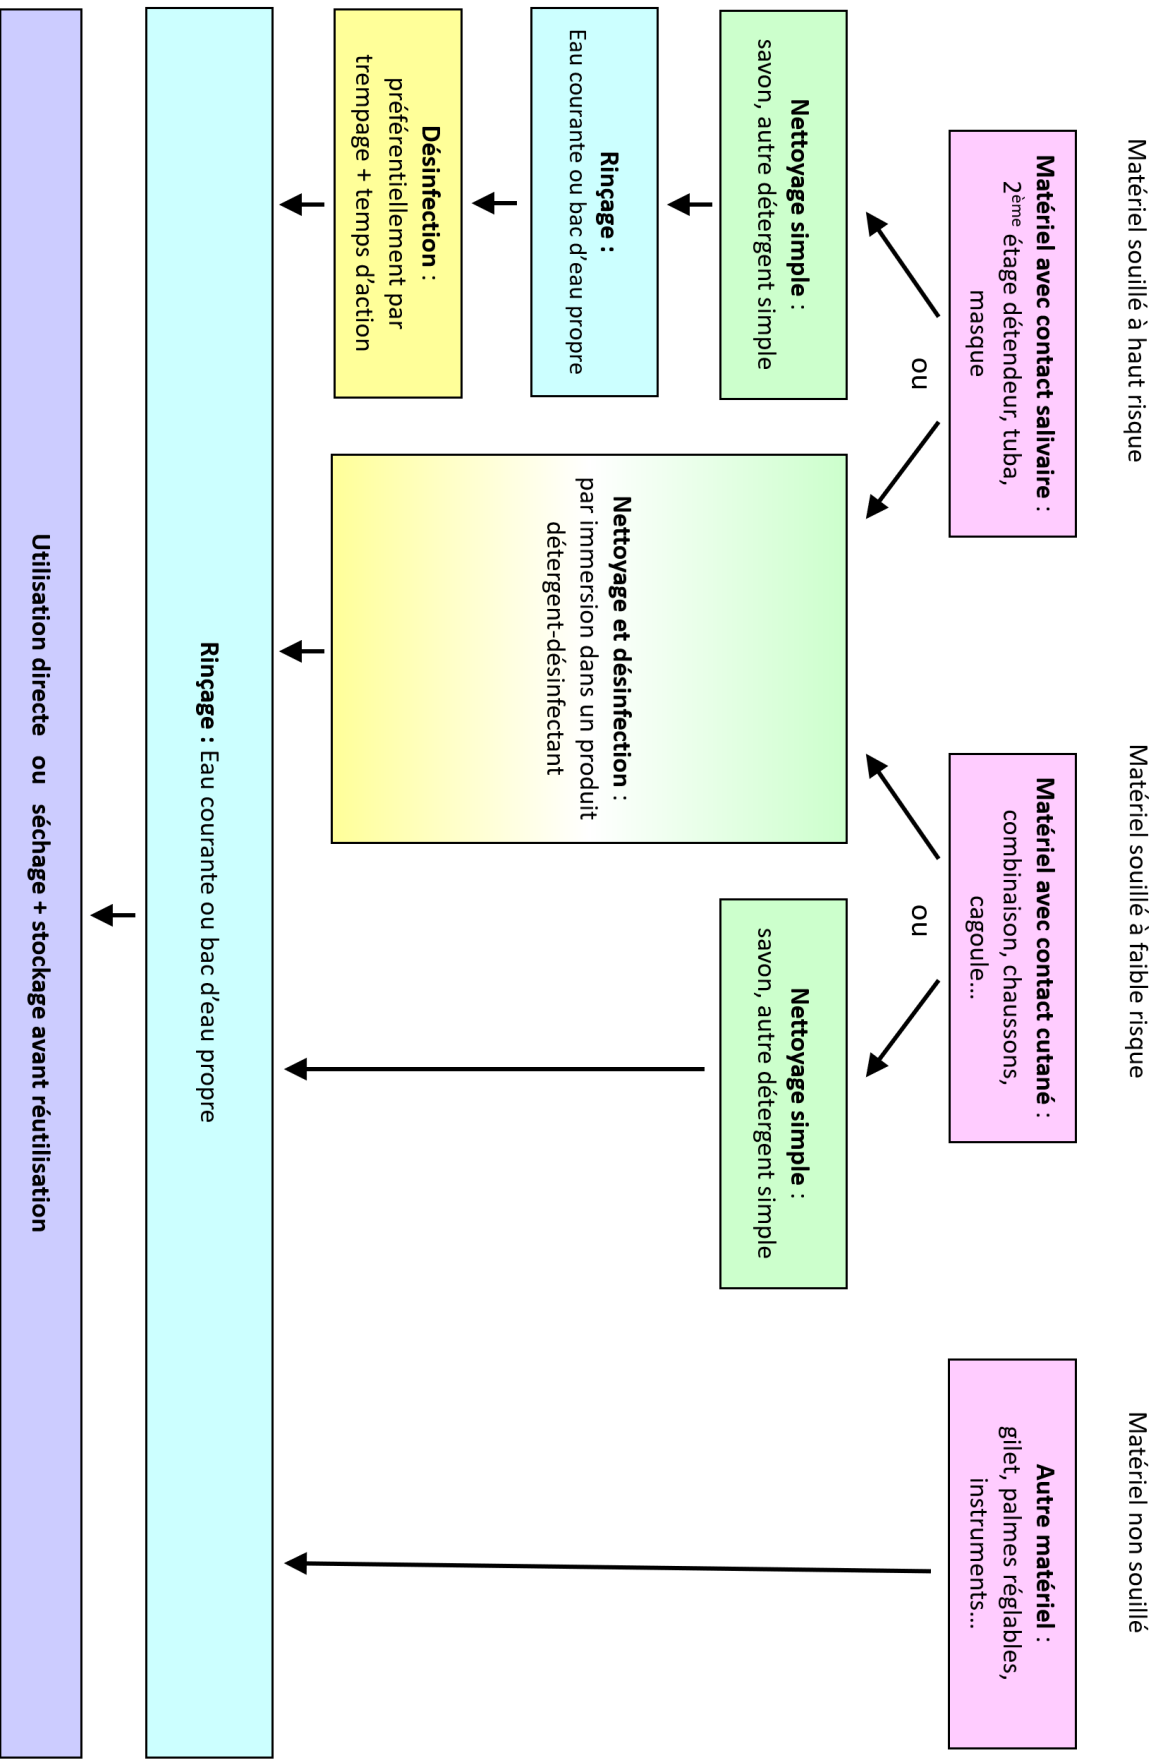 Matériel souillé à haut risque
Matériel souillé à faible risque
Matériel non souillé
Matériel avec contact salivaire :
2ème étage détendeur, tuba,
masque
Matériel avec contact cutané :
combinaison, chaussons,
cagoule...
Autre matériel :
gilet, palmes réglables,
instruments...
ou
ou
Nettoyage simple :
savon, autre détergent simple
Nettoyage et désinfection :
par immersion dans un produit
détergent-désinfectant
Nettoyage simple :
savon, autre détergent simple
Rinçage :
Eau courante ou bac d'eau propre
Désinfection :
préférentiellement par
trempage + temps d'action
Rinçage : Eau courante ou bac d'eau propre
Utilisation directe ou séchage + stockage avant réutilisation